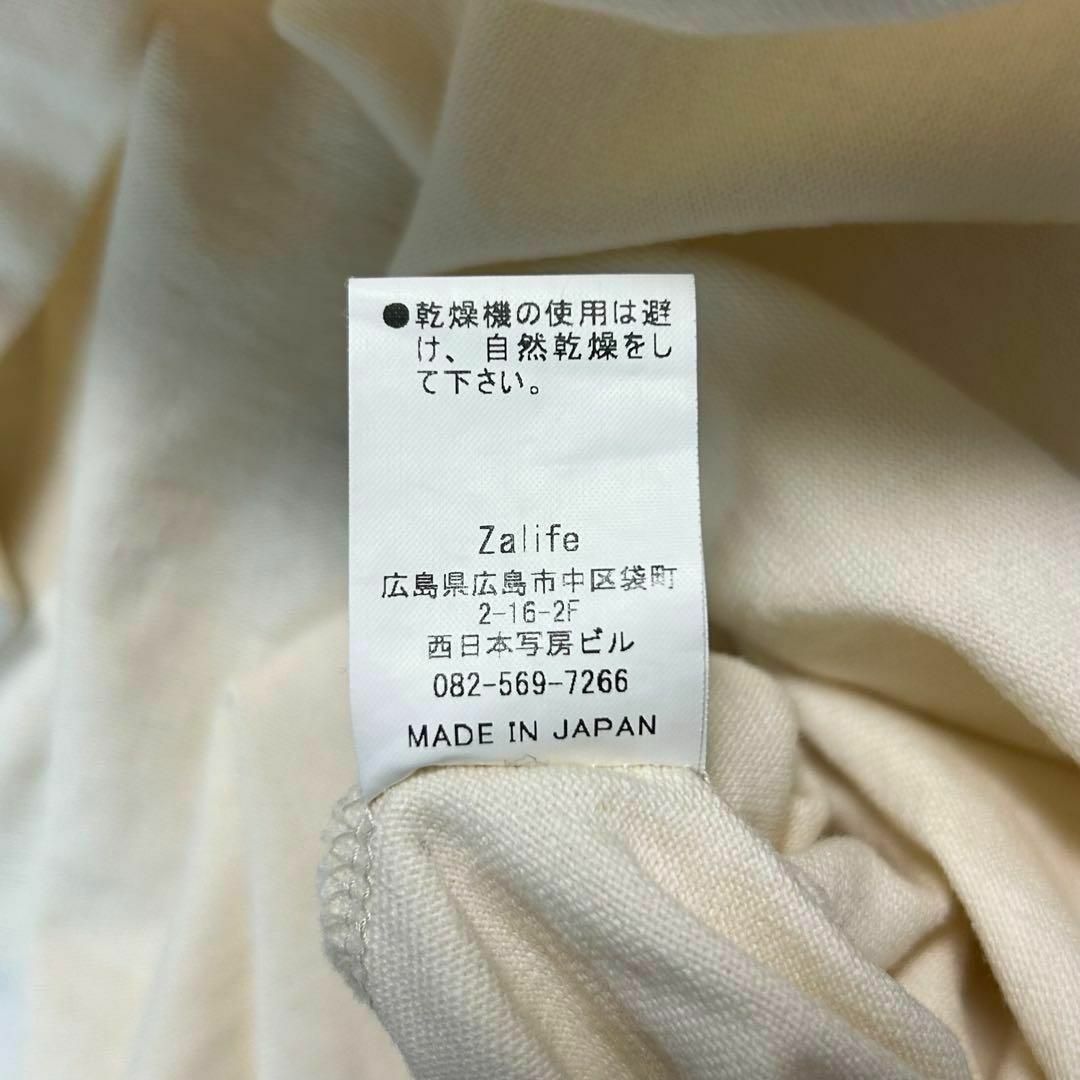 ●乾燥機の使用は避
け、自然乾燥をし
て下さい。
Zalife
広島県広島市中区袋町
2-16-2F
西日本写房ビル
082-569-7266
MADE IN JAPAN